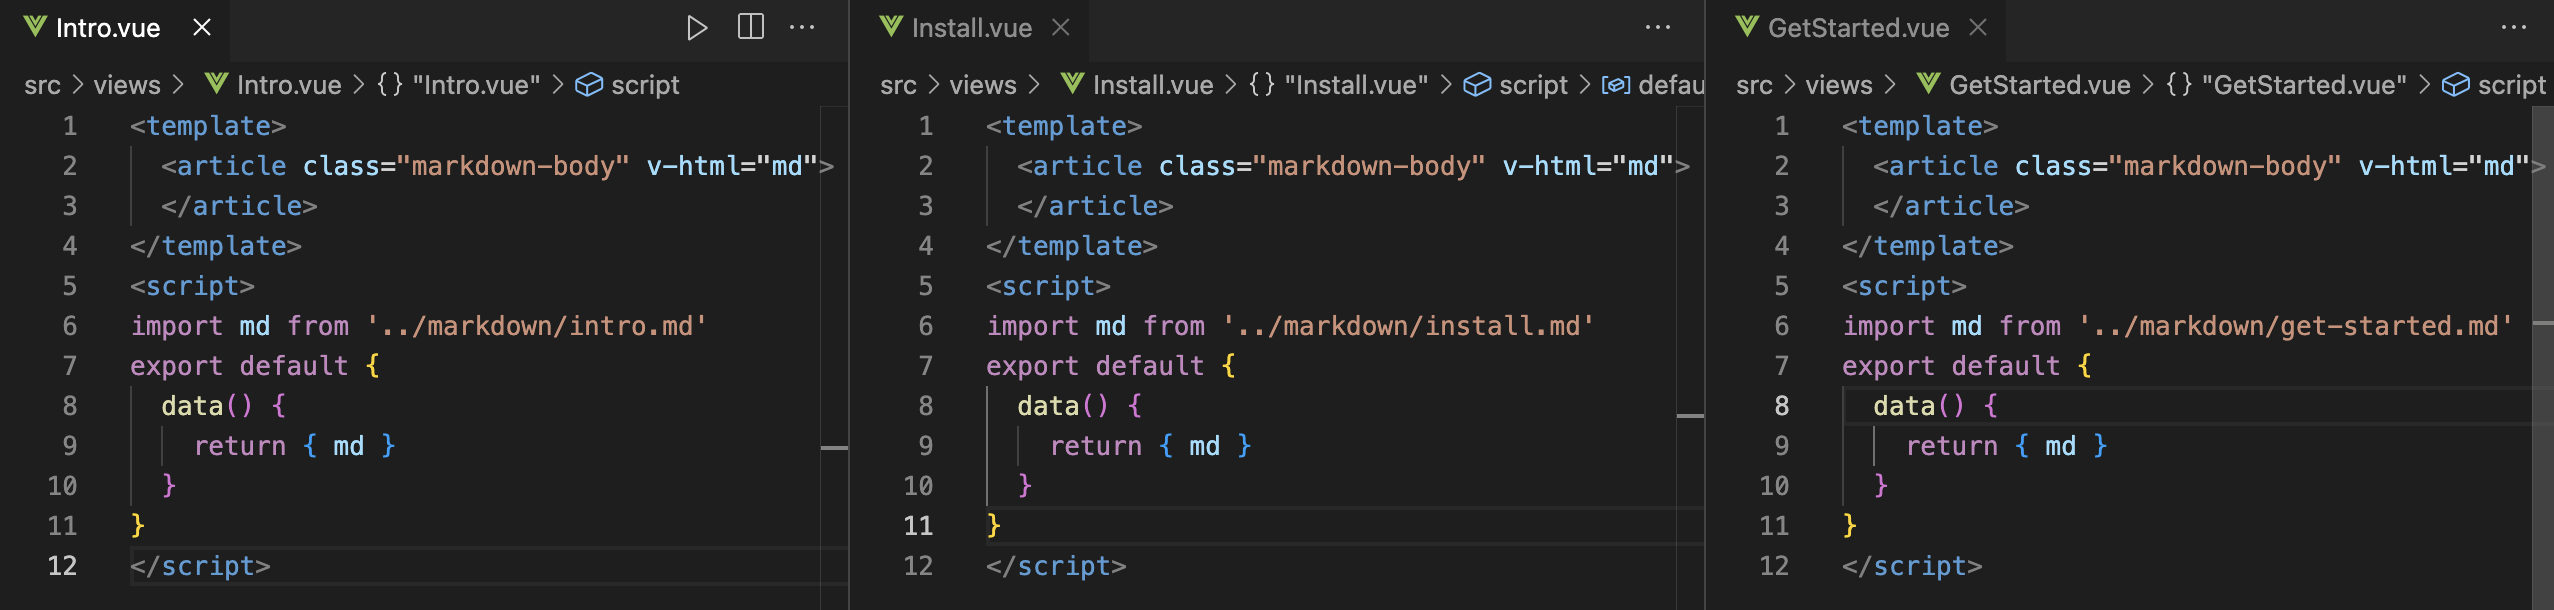 Intro.vue
src > views > Intro.vue > {} "Intro.vue" > script
1 <template>
2   <article class="markdown-body" v-html="md">
3   </article>
4 </template>
5 <script>
6 import md from '../markdown/intro.md'
7 export default {
8   data() {
9     return { md }
10   }
11 }
12 </script>
Install.vue
src > views > Install.vue > {} "Install.vue" > script > defau
1 <template>
2   <article class="markdown-body" v-html="md">
3   </article>
4 </template>
5 <script>
6 import md from '../markdown/install.md'
7 export default {
8   data() {
9     return { md }
10   }
11 }
12 </script>
GetStarted.vue
src > views > GetStarted.vue > {} "GetStarted.vue" > script
1 <template>
2   <article class="markdown-body" v-html="md">
3   </article>
4 </template>
5 <script>
6 import md from '../markdown/get-started.md'
7 export default {
8   data() {
9     return { md }
10   }
11 }
12 </script>